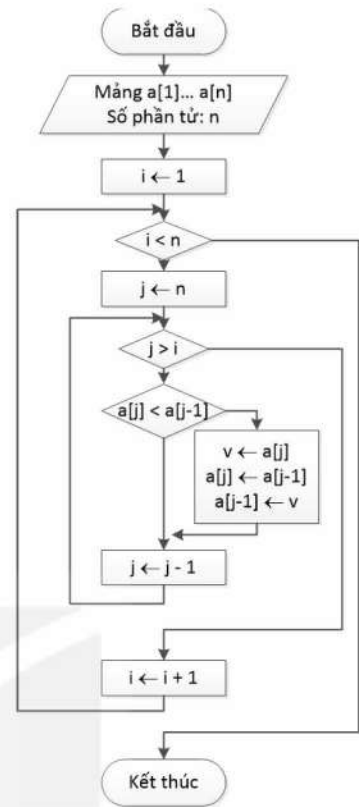 Bắt đầu
Mảng a[1]... a[n]
Số phần tử: n
i ← 1
i < n
j ← n
j > i
a[j] < a[j-1]
v ← a[j]
a[j] ← a[j-1]
a[j-1] ← v
j ← j - 1
i ← i + 1
Kết thúc